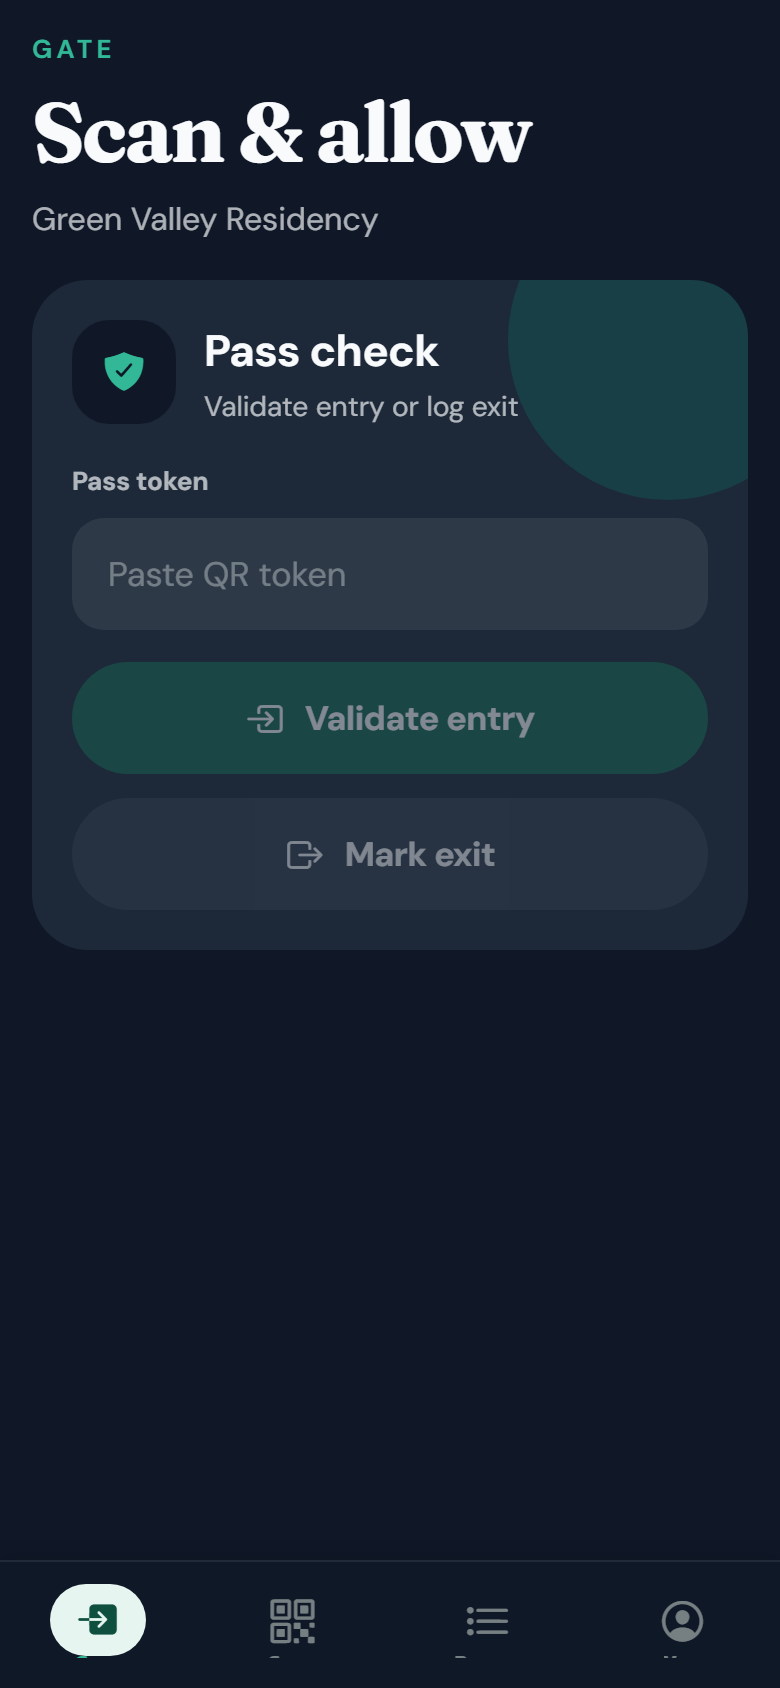 GATE
Scan & allow
Green Valley Residency
Pass check
Validate entry or log exit
Pass token
Paste QR token
Validate entry
Mark exit